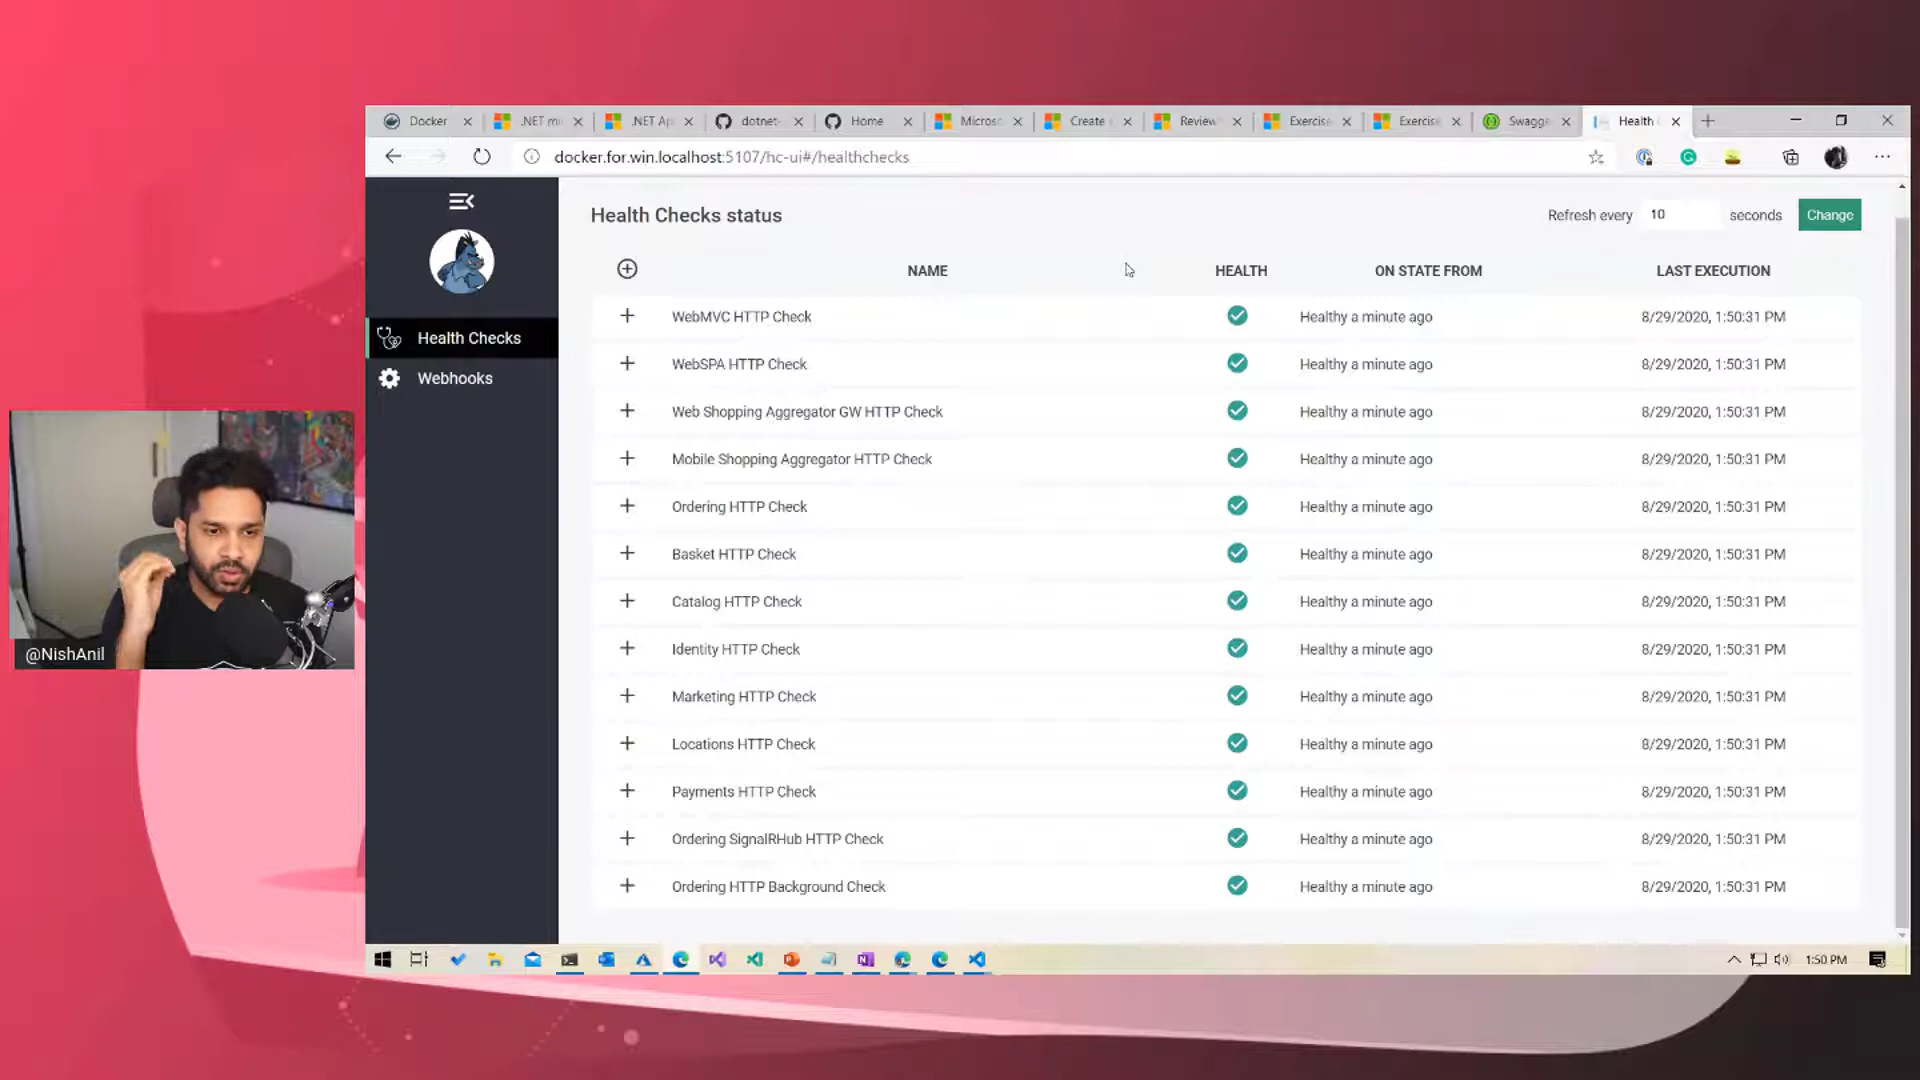 Docker
.NET mi
.NET Ap
dotnet-
Home
Microso
Create
Review
Exercise
Exercise
Swagge
Health
docker.for.win.localhost:5107/hc-ui#/healthchecks
Health Checks status
Refresh every 10 seconds Change
NAME HEALTH ON STATE FROM LAST EXECUTION
Health Checks
Webhooks
WebMVC HTTP Check Healthy a minute ago 8/29/2020, 1:50:31 PM
WebSPA HTTP Check Healthy a minute ago 8/29/2020, 1:50:31 PM
Web Shopping Aggregator GW HTTP Check Healthy a minute ago 8/29/2020, 1:50:31 PM
Mobile Shopping Aggregator HTTP Check Healthy a minute ago 8/29/2020, 1:50:31 PM
Ordering HTTP Check Healthy a minute ago 8/29/2020, 1:50:31 PM
Basket HTTP Check Healthy a minute ago 8/29/2020, 1:50:31 PM
Catalog HTTP Check Healthy a minute ago 8/29/2020, 1:50:31 PM
Identity HTTP Check Healthy a minute ago 8/29/2020, 1:50:31 PM
Marketing HTTP Check Healthy a minute ago 8/29/2020, 1:50:31 PM
Locations HTTP Check Healthy a minute ago 8/29/2020, 1:50:31 PM
Payments HTTP Check Healthy a minute ago 8/29/2020, 1:50:31 PM
Ordering SignalRHub HTTP Check Healthy a minute ago 8/29/2020, 1:50:31 PM
Ordering HTTP Background Check Healthy a minute ago 8/29/2020, 1:50:31 PM
@NishAnil
1:50 PM